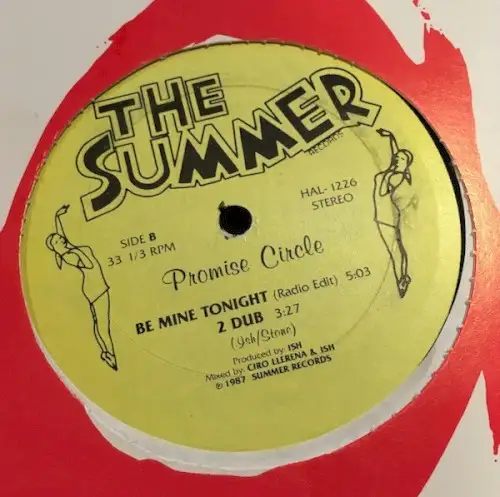 THE
SUMMER
RECORDS
HAL-1226
STEREO
SIDE B
33 1/3 RPM
Promise Circle
BE MINE TONIGHT (Radio Edit) 5:03
2 DUB 3:27
(Ish/Stone)
Produced by: ISH
Mixed by: CIRO LLERENA & ISH
℗ 1987 SUMMER RECORDS